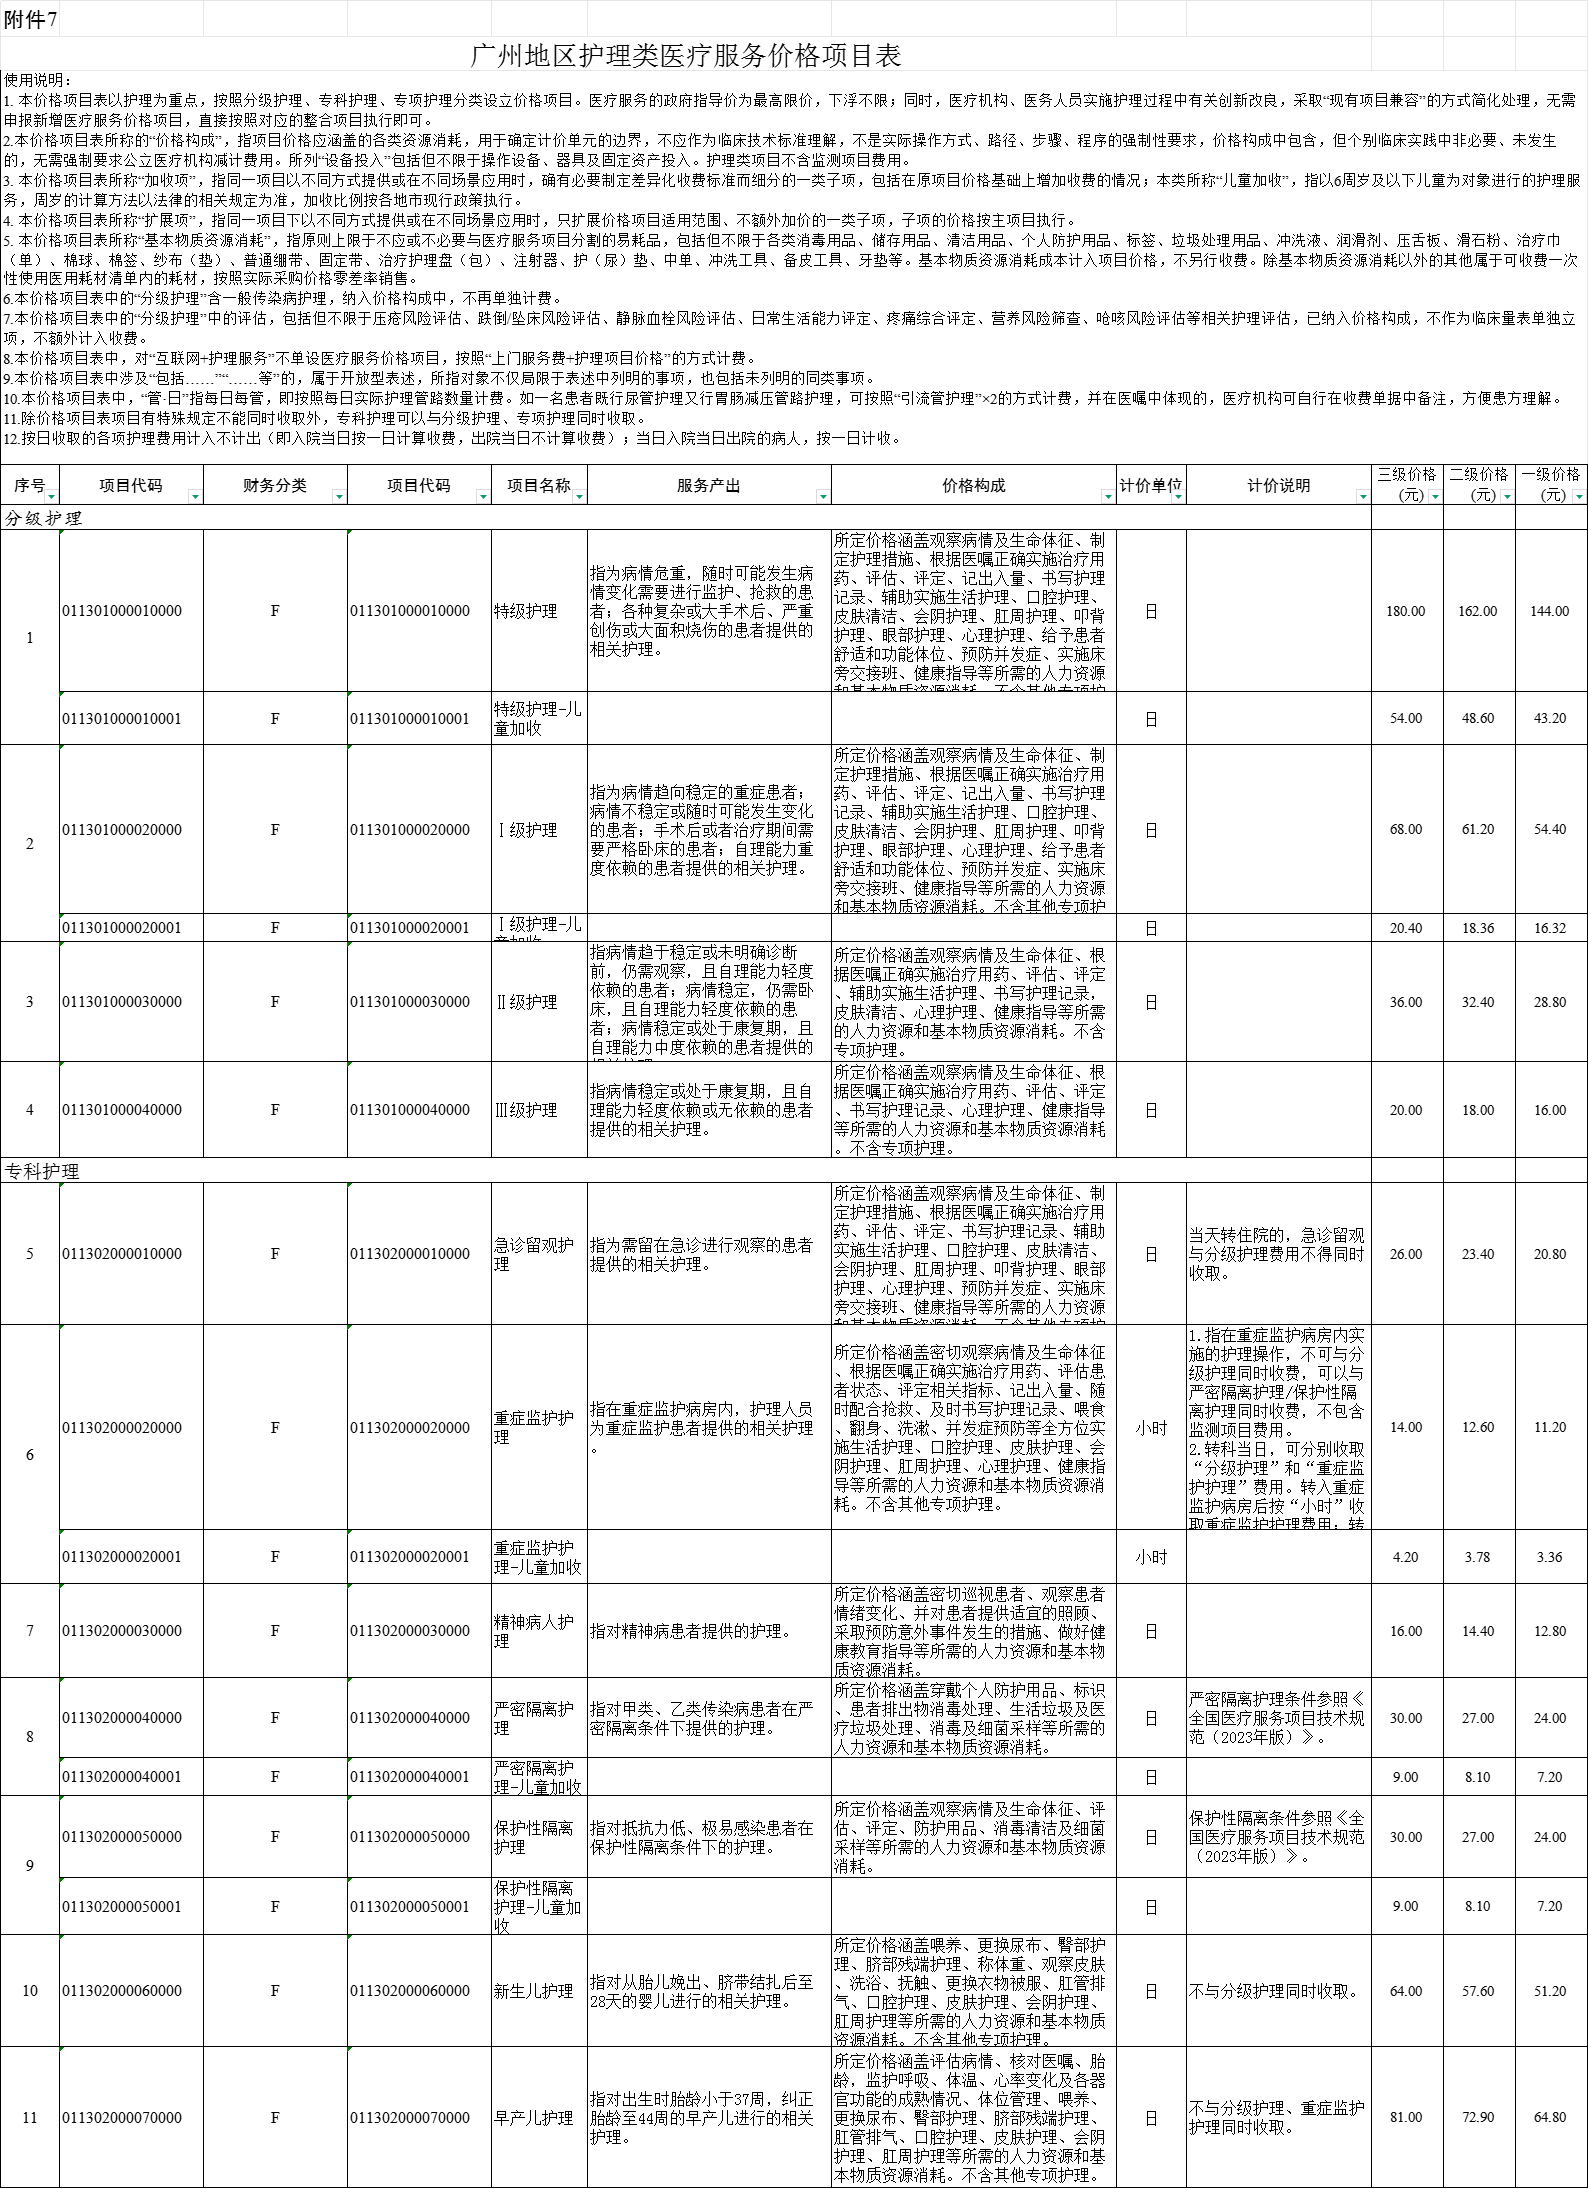 附件7
广州地区护理类医疗服务价格项目表
使用说明：
1. 本价格项目表以护理为重点，按照分级护理、专科护理、专项护理分类设立价格项目。医疗服务的政府指导价为最高限价，下浮不限；同时，医疗机构、医务人员实施护理过程中有关创新改良，采取“现有项目兼容”的方式简化处理，无需
申报新增医疗服务价格项目，直接按照对应的整合项目执行即可。
2.本价格项目表所称的“价格构成”，指项目价格应涵盖的各类资源消耗，用于确定计价单元的边界，不应作为临床技术标准理解，不是实际操作方式、路径、步骤、程序的强制性要求，价格构成中包含，但个别临床实践中非必要、未发生
的，无需强制要求公立医疗机构减计费用。所列“设备投入”包括但不限于操作设备、器具及固定资产投入。护理类项目不含监测项目费用。
3. 本价格项目表所称“加收项”，指同一项目以不同方式提供或在不同场景应用时，确有必要制定差异化收费标准而细分的一类子项，包括在原项目价格基础上增加收费的情况；本类所称“儿童加收”，指以6周岁及以下儿童为对象进行的护理服
务，周岁的计算方法以法律的相关规定为准，加收比例按各地市现行政策执行。
4. 本价格项目表所称“扩展项”，指同一项目下以不同方式提供或在不同场景应用时，只扩展价格项目适用范围、不额外加价的一类子项，子项的价格按主项目执行。
5. 本价格项目表所称“基本物质资源消耗”，指原则上限于不应或不必要与医疗服务项目分割的易耗品，包括但不限于各类消毒用品、储存用品、清洁用品、个人防护用品、标签、垃圾处理用品、冲洗液、润滑剂、压舌板、滑石粉、治疗巾
（单）、棉球、棉签、纱布（垫）、普通绷带、固定带、治疗护理盘（包）、注射器、护（尿）垫、中单、冲洗工具、备皮工具、牙垫等。基本物质资源消耗成本计入项目价格，不另行收费。除基本物质资源消耗以外的其他属于可收费一次
性使用医用耗材清单内的耗材，按照实际采购价格零差率销售。
6.本价格项目表中的“分级护理”含一般传染病护理，纳入价格构成中，不再单独计费。
7.本价格项目表中的“分级护理”中的评估，包括但不限于压疮风险评估、跌倒/坠床风险评估、静脉血栓风险评估、日常生活能力评定、疼痛综合评定、营养风险筛查、呛咳风险评估等相关护理评估，已纳入价格构成，不作为临床量表单独立
项，不额外计入收费。
8.本价格项目表中，对“互联网+护理服务”不单设医疗服务价格项目，按照“上门服务费+护理项目价格”的方式计费。
9.本价格项目表中涉及“包括……”“……等”的，属于开放型表述，所指对象不仅局限于表述中列明的事项，也包括未列明的同类事项。
10.本价格项目表中，“管·日”指每日每管，即按照每日实际护理管路数量计费。如一名患者既行尿管护理又行胃肠减压管路护理，可按照“引流管护理”×2的方式计费，并在医嘱中体现的，医疗机构可自行在收费单据中备注，方便患方理解。
11.除价格项目表项目有特殊规定不能同时收取外，专科护理可以与分级护理、专项护理同时收取。
12.按日收取的各项护理费用计入不计出（即入院当日按一日计算收费，出院当日不计算收费）；当日入院当日出院的病人，按一日计收。
序号 项目代码 财务分类 项目代码 项目名称 服务产出 价格构成 计价单位 计价说明 三级价格（元） 二级价格（元） 一级价格（元）
分级护理
1
011301000010000 F 011301000010000 特级护理
指为病情危重，随时可能发生病
情变化需要进行监护、抢救的患
者；各种复杂或大手术后、严重
创伤或大面积烧伤的患者提供的
相关护理。
所定价格涵盖观察病情及生命体征、制
定护理措施、根据医嘱正确实施治疗用
药、评估、评定、记出入量、书写护理
记录、辅助实施生活护理、口腔护理、
皮肤清洁、会阴护理、肛周护理、叩背
护理、眼部护理、心理护理、给予患者
舒适和功能体位、预防并发症、实施床
旁交接班、健康指导等所需的人力资源
和基本物质资源消耗。不含其他专项护
日 180.00 162.00 144.00
011301000010001 F 011301000010001 特级护理-儿
童加收
日 54.00 48.60 43.20
2
011301000020000 F 011301000020000 Ⅰ级护理
指为病情趋向稳定的重症患者；
病情不稳定或随时可能发生变化
的患者；手术后或者治疗期间需
要严格卧床的患者；自理能力重
度依赖的患者提供的相关护理。
所定价格涵盖观察病情及生命体征、制
定护理措施、根据医嘱正确实施治疗用
药、评估、评定、记出入量、书写护理
记录、辅助实施生活护理、口腔护理、
皮肤清洁、会阴护理、肛周护理、叩背
护理、眼部护理、心理护理、给予患者
舒适和功能体位、预防并发症、实施床
旁交接班、健康指导等所需的人力资源
和基本物质资源消耗。不含其他专项护
日 68.00 61.20 54.40
011301000020001 F 011301000020001 Ⅰ级护理-儿
童加收
日 20.40 18.36 16.32
3
011301000030000 F 011301000030000 Ⅱ级护理
指病情趋于稳定或未明确诊断
前，仍需观察，且自理能力轻度
依赖的患者；病情稳定，仍需卧
床，且自理能力轻度依赖的患
者；病情稳定或处于康复期，且
自理能力中度依赖的患者提供的
相关护理。
所定价格涵盖观察病情及生命体征、根
据医嘱正确实施治疗用药、评估、评定
、辅助实施生活护理、书写护理记录，
皮肤清洁、心理护理、健康指导等所需
的人力资源和基本物质资源消耗。不含
专项护理。
日 36.00 32.40 28.80
4
011301000040000 F 011301000040000 Ⅲ级护理
指病情稳定或处于康复期，且自
理能力轻度依赖或无依赖的患者
提供的相关护理。
所定价格涵盖观察病情及生命体征、根
据医嘱正确实施治疗用药、评估、评定
、书写护理记录、心理护理、健康指导
等所需的人力资源和基本物质资源消耗
。不含专项护理。
日 20.00 18.00 16.00
专科护理
5
011302000010000 F 011302000010000 急诊留观护
理
指为需留在急诊进行观察的患者
提供的相关护理。
所定价格涵盖观察病情及生命体征、制
定护理措施、根据医嘱正确实施治疗用
药、评估、评定、书写护理记录、辅助
实施生活护理、口腔护理、皮肤清洁、
会阴护理、肛周护理、叩背护理、眼部
护理、心理护理、预防并发症、实施床
旁交接班、健康指导等所需的人力资源
和基本物质资源消耗。不含其他专项护
日
当天转住院的，急诊留观
与分级护理费用不得同时
收取。
26.00 23.40 20.80
6
011302000020000 F 011302000020000 重症监护护
理
指在重症监护病房内，护理人员
为重症监护患者提供的相关护理
。
所定价格涵盖密切观察病情及生命体征
、根据医嘱正确实施治疗用药、评估患
者状态、评定相关指标、记出入量、随
时配合抢救、及时书写护理记录、喂食
、翻身、洗漱、并发症预防等全方位实
施生活护理、口腔护理、皮肤护理、会
阴护理、肛周护理、心理护理、健康指
导等所需的人力资源和基本物质资源消
耗。不含其他专项护理。
小时
1.指在重症监护病房内实
施的护理操作，不可与分
级护理同时收费，可以与
严密隔离护理/保护性隔
离护理同时收费，不包含
监测项目费用。
2.转科当日，可分别收取
“分级护理”和“重症监
护护理”费用。转入重症
监护病房后按“小时”收
取重症监护护理费用；转
14.00 12.60 11.20
011302000020001 F 011302000020001 重症监护护
理-儿童加收
小时 4.20 3.78 3.36
7
011302000030000 F 011302000030000 精神病人护
理
指对精神病患者提供的护理。
所定价格涵盖密切巡视患者、观察患者
情绪变化、并对患者提供适宜的照顾、
采取预防意外事件发生的措施、做好健
康教育指导等所需的人力资源和基本物
质资源消耗。
日 16.00 14.40 12.80
8
011302000040000 F 011302000040000 严密隔离护
理
指对甲类、乙类传染病患者在严
密隔离条件下提供的护理。
所定价格涵盖穿戴个人防护用品、标识
、患者排出物消毒处理、生活垃圾及医
疗垃圾处理、消毒及细菌采样等所需的
人力资源和基本物质资源消耗。
日
严密隔离护理条件参照《
全国医疗服务项目技术规
范（2023年版）》。
30.00 27.00 24.00
011302000040001 F 011302000040001 严密隔离护
理-儿童加收
日 9.00 8.10 7.20
9
011302000050000 F 011302000050000 保护性隔离
护理
指对抵抗力低、极易感染患者在
保护性隔离条件下的护理。
所定价格涵盖观察病情及生命体征、评
估、评定、防护用品、消毒清洁及细菌
采样等所需的人力资源和基本物质资源
消耗。
日
保护性隔离条件参照《全
国医疗服务项目技术规范
（2023年版）》。
30.00 27.00 24.00
011302000050001 F 011302000050001 保护性隔离
护理-儿童加
收
日 9.00 8.10 7.20
10
011302000060000 F 011302000060000 新生儿护理
指对从胎儿娩出、脐带结扎后至
28天的婴儿进行的相关护理。
所定价格涵盖喂养、更换尿布、臀部护
理、脐部残端护理、称体重、观察皮肤
、洗浴、抚触、更换衣物被服、肛管排
气、口腔护理、皮肤护理、会阴护理、
肛周护理等所需的人力资源和基本物质
资源消耗。不含其他专项护理。
日 不与分级护理同时收取。 64.00 57.60 51.20
11
011302000070000 F 011302000070000 早产儿护理
指对出生时胎龄小于37周，纠正
胎龄至44周的早产儿进行的相关
护理。
所定价格涵盖评估病情、核对医嘱、胎
龄，监护呼吸、体温、心率变化及各器
官功能的成熟情况、体位管理、喂养、
更换尿布、臀部护理、脐部残端护理、
肛管排气、口腔护理、皮肤护理、会阴
护理、肛周护理等所需的人力资源和基
本物质资源消耗。不含其他专项护理。
日
不与分级护理、重症监护
护理同时收取。
81.00 72.90 64.80